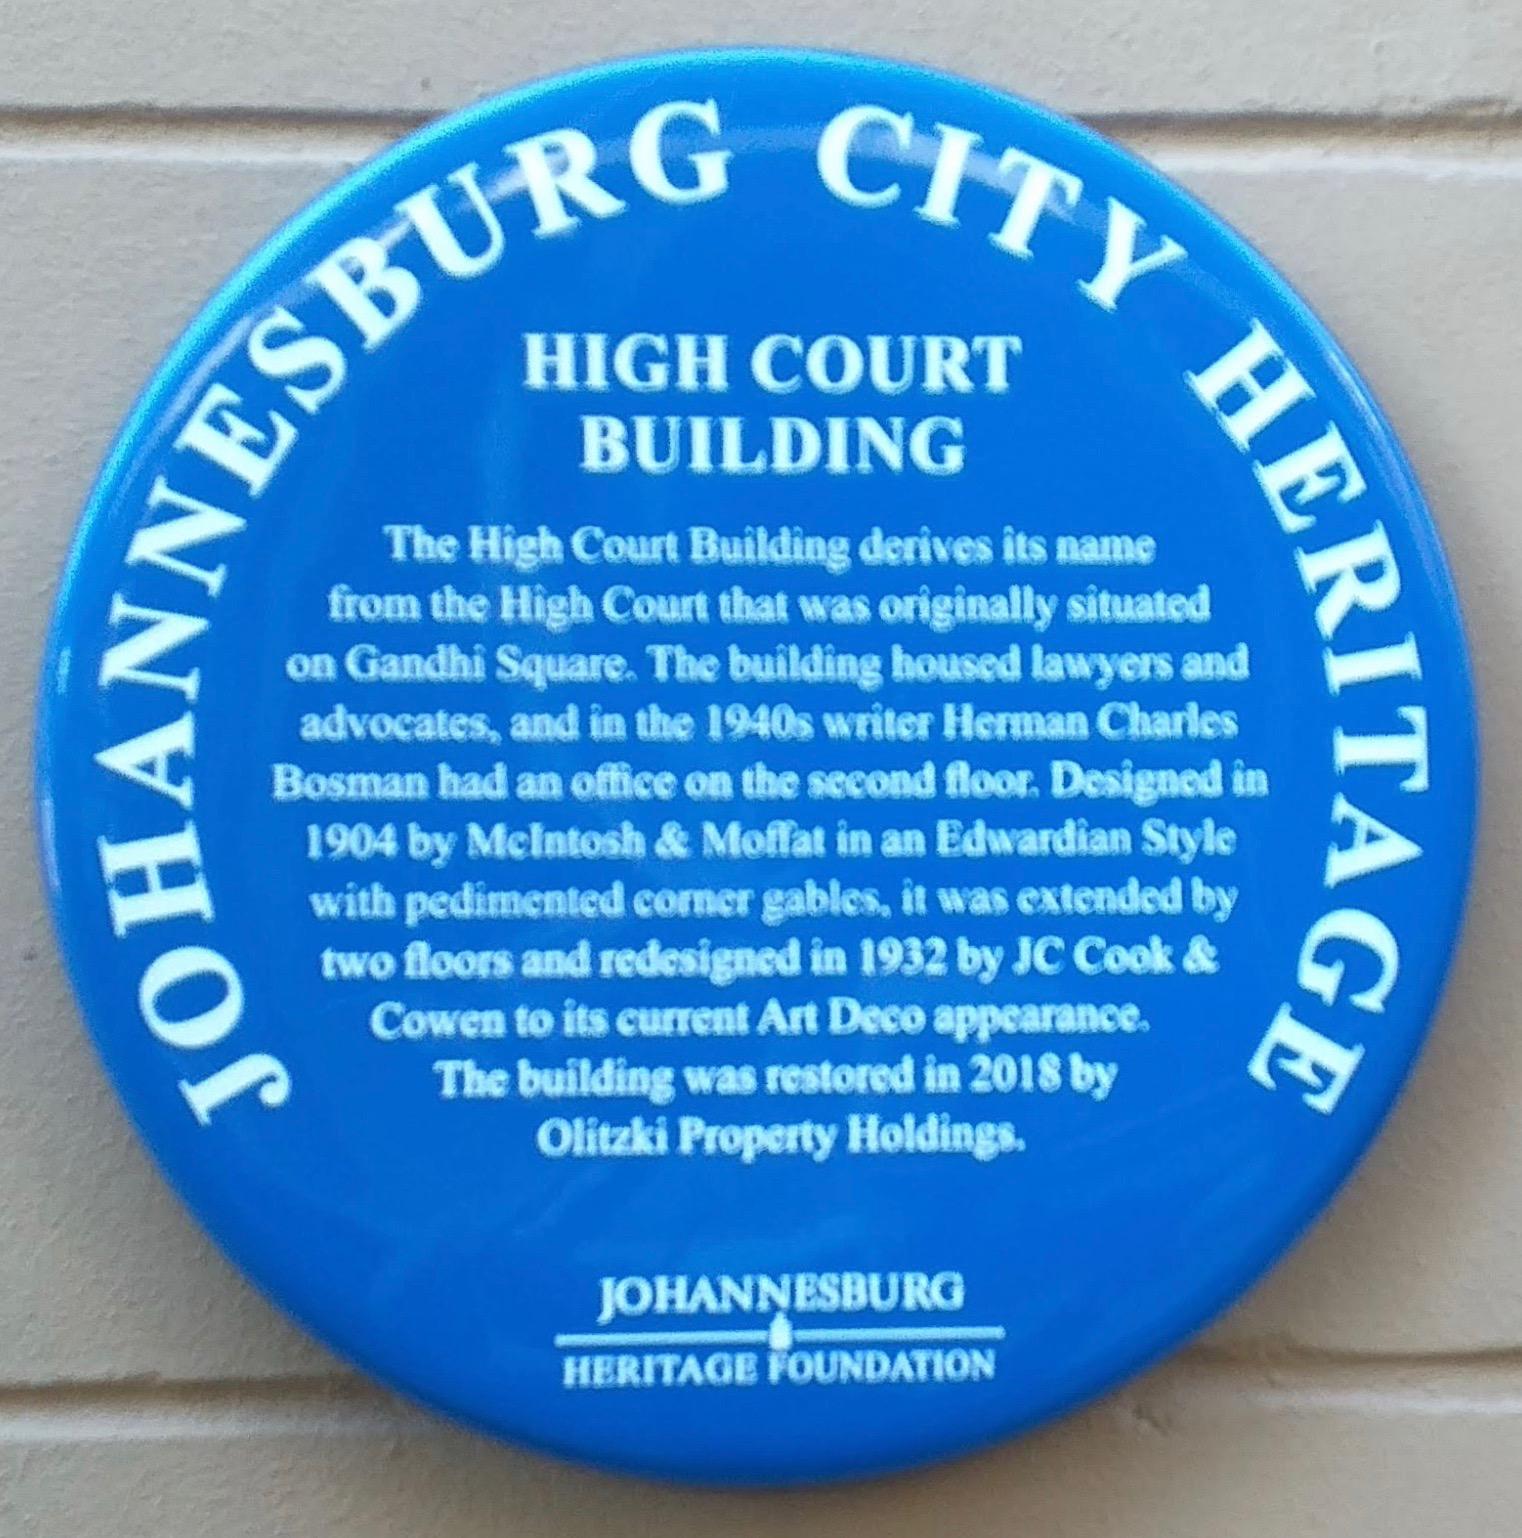 JOHANNESBURG CITY HERITAGE
HIGH COURT
BUILDING
The High Court Building derives its name
from the High Court that was originally situated
on Gandhi Square. The building housed lawyers and
advocates, and in the 1940s writer Herman Charles
Bosman had an office on the second floor. Designed in
1904 by McIntosh & Moffat in an Edwardian Style
with pedimented corner gables, it was extended by
two floors and redesigned in 1932 by JC Cook &
Cowen to its current Art Deco appearance.
The building was restored in 2018 by
Olitzki Property Holdings.
JOHANNESBURG
HERITAGE FOUNDATION